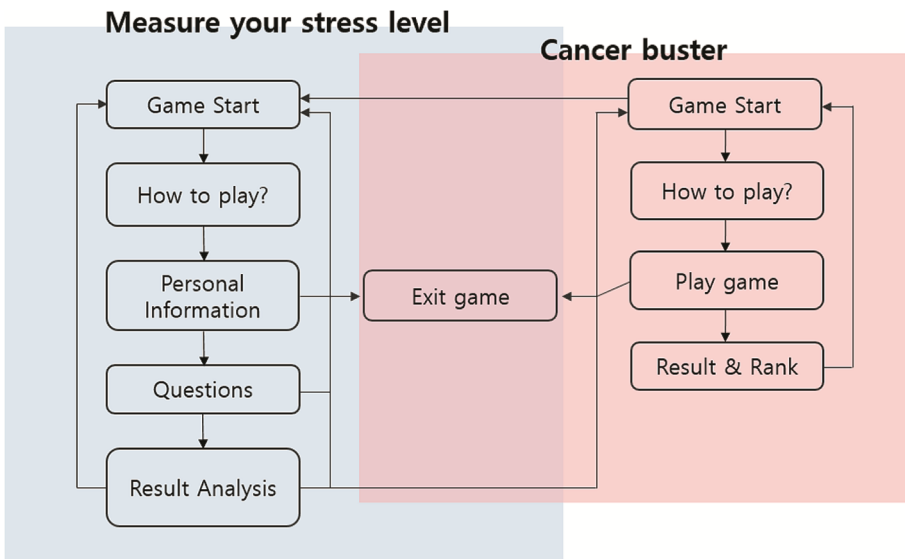 Measure your stress level
Cancer buster
Game Start
How to play?
Personal
Information
Questions
Result Analysis
Exit game
Game Start
How to play?
Play game
Result & Rank